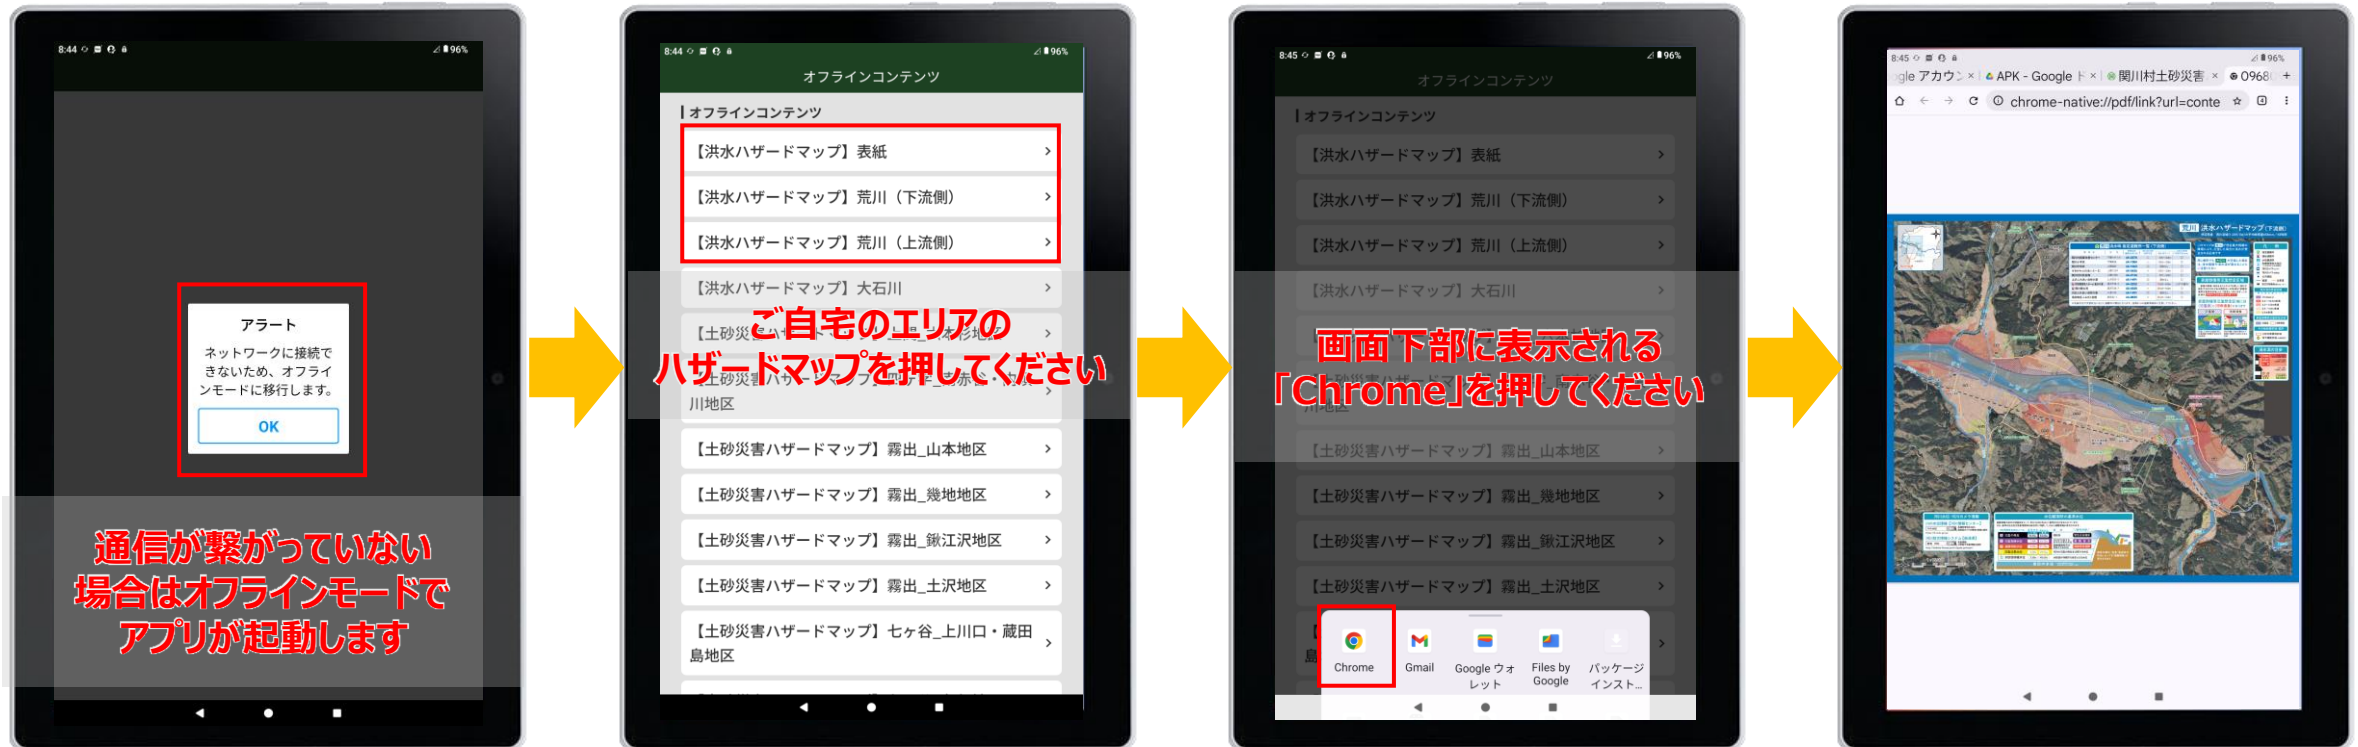 8:44
96%
アラート
ネットワークに接続で
きないため、オフライ
ンモードに移行します。
OK
通信が繋がっていない
場合はオフラインモードで
アプリが起動します
8:44
96%
オフラインコンテンツ
オフラインコンテンツ
【洪水ハザードマップ】表紙
【洪水ハザードマップ】荒川（下流側）
【洪水ハザードマップ】荒川（上流側）
【洪水ハザードマップ】大石川
ご自宅のエリアの
ハザードマップを押してください
川地区
【土砂災害ハザードマップ】霧出_山本地区
【土砂災害ハザードマップ】霧出_幾地地区
【土砂災害ハザードマップ】霧出_鍬江沢地区
【土砂災害ハザードマップ】霧出_土沢地区
【土砂災害ハザードマップ】七ヶ谷_上川口・蔵田
島地区
8:45
96%
オフラインコンテンツ
オフラインコンテンツ
【洪水ハザードマップ】表紙
【洪水ハザードマップ】荒川（下流側）
【洪水ハザードマップ】荒川（上流側）
【洪水ハザードマップ】大石川
画面下部に表示される
「Chrome」を押してください
川地区
【土砂災害ハザードマップ】霧出_山本地区
【土砂災害ハザードマップ】霧出_幾地地区
【土砂災害ハザードマップ】霧出_鍬江沢地区
【土砂災害ハザードマップ】霧出_土沢地区
Chrome
Gmail
Google ウォ
レット
Files by
Google
パッケージ
インスト...
8:45
96%
gle アカウン
APK - Google ド
関川村土砂災害
0968
chrome-native://pdf/link?url=conte
荒川 洪水ハザードマップ（下流側）